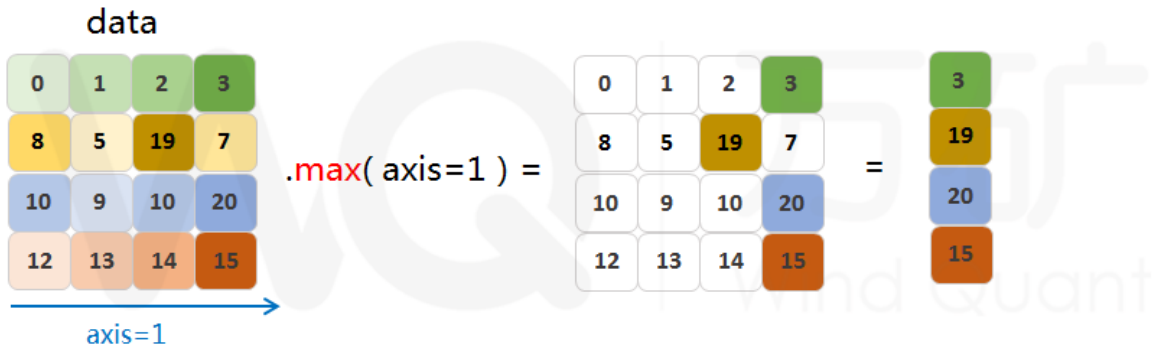 data
0 1 2 3
8 5 19 7
10 9 10 20
12 13 14 15
axis=1
.max( axis=1 ) =
0 1 2 3
8 5 19 7
10 9 10 20
12 13 14 15
=
3
19
20
15
万矿
Wind Quant